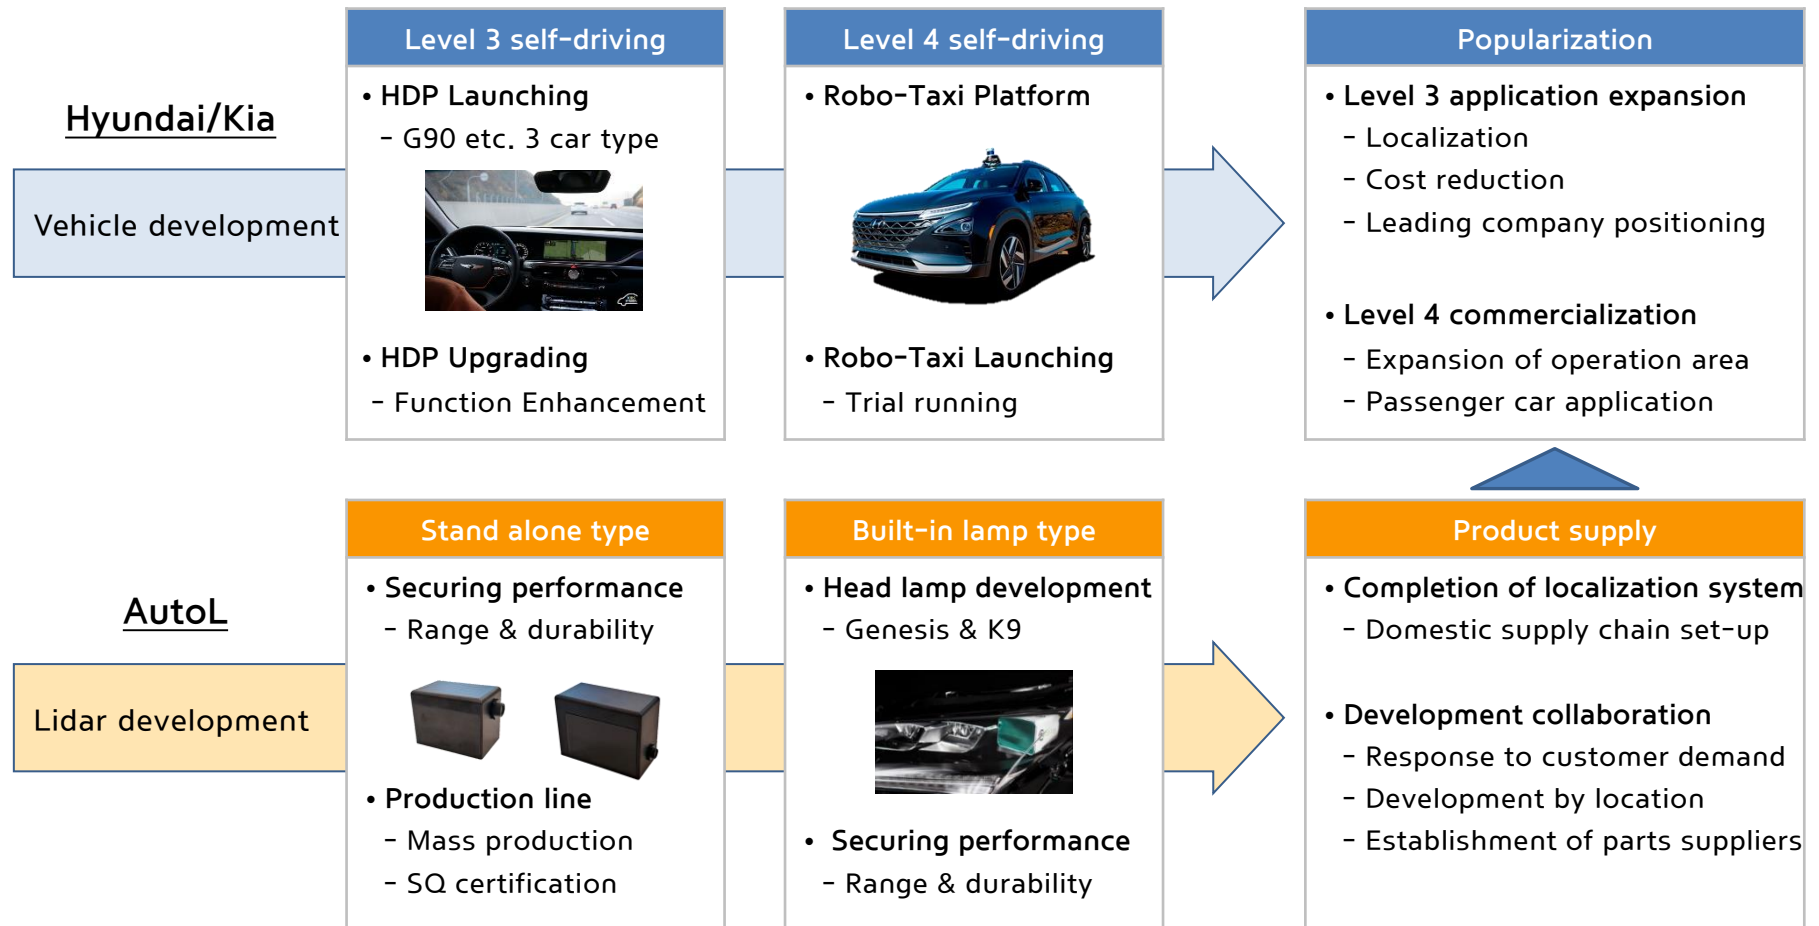 Hyundai/Kia
Vehicle development
Level 3 self-driving
• HDP Launching
- G90 etc. 3 car type
• HDP Upgrading
- Function Enhancement
Level 4 self-driving
• Robo-Taxi Platform
• Robo-Taxi Launching
- Trial running
Popularization
• Level 3 application expansion
- Localization
- Cost reduction
- Leading company positioning
• Level 4 commercialization
- Expansion of operation area
- Passenger car application
AutoL
Lidar development
Stand alone type
• Securing performance
- Range & durability
• Production line
- Mass production
- SQ certification
Built-in lamp type
• Head lamp development
- Genesis & K9
• Securing performance
- Range & durability
Product supply
• Completion of localization system
- Domestic supply chain set-up
• Development collaboration
- Response to customer demand
- Development by location
- Establishment of parts suppliers